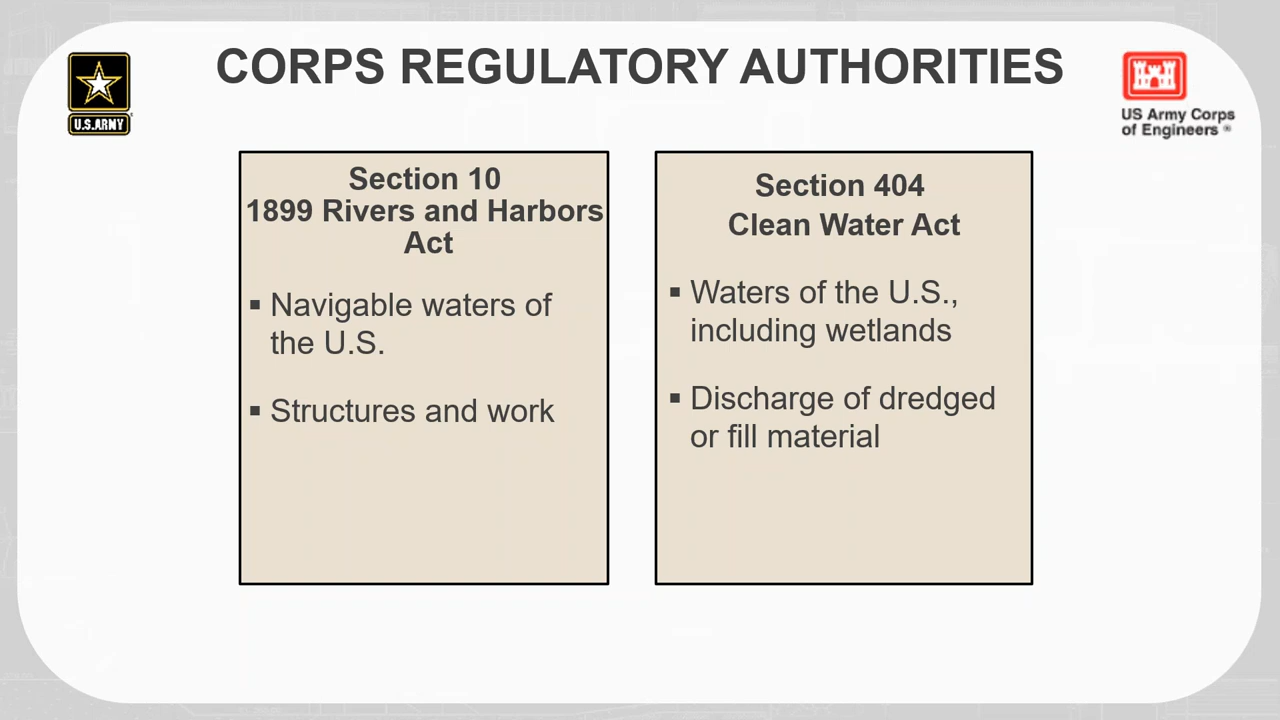 CORPS REGULATORY AUTHORITIES
U.S.ARMY
US Army Corps
of Engineers ®
Section 10
1899 Rivers and Harbors
Act
▪ Navigable waters of
the U.S.
▪ Structures and work
Section 404
Clean Water Act
▪ Waters of the U.S.,
including wetlands
▪ Discharge of dredged
or fill material